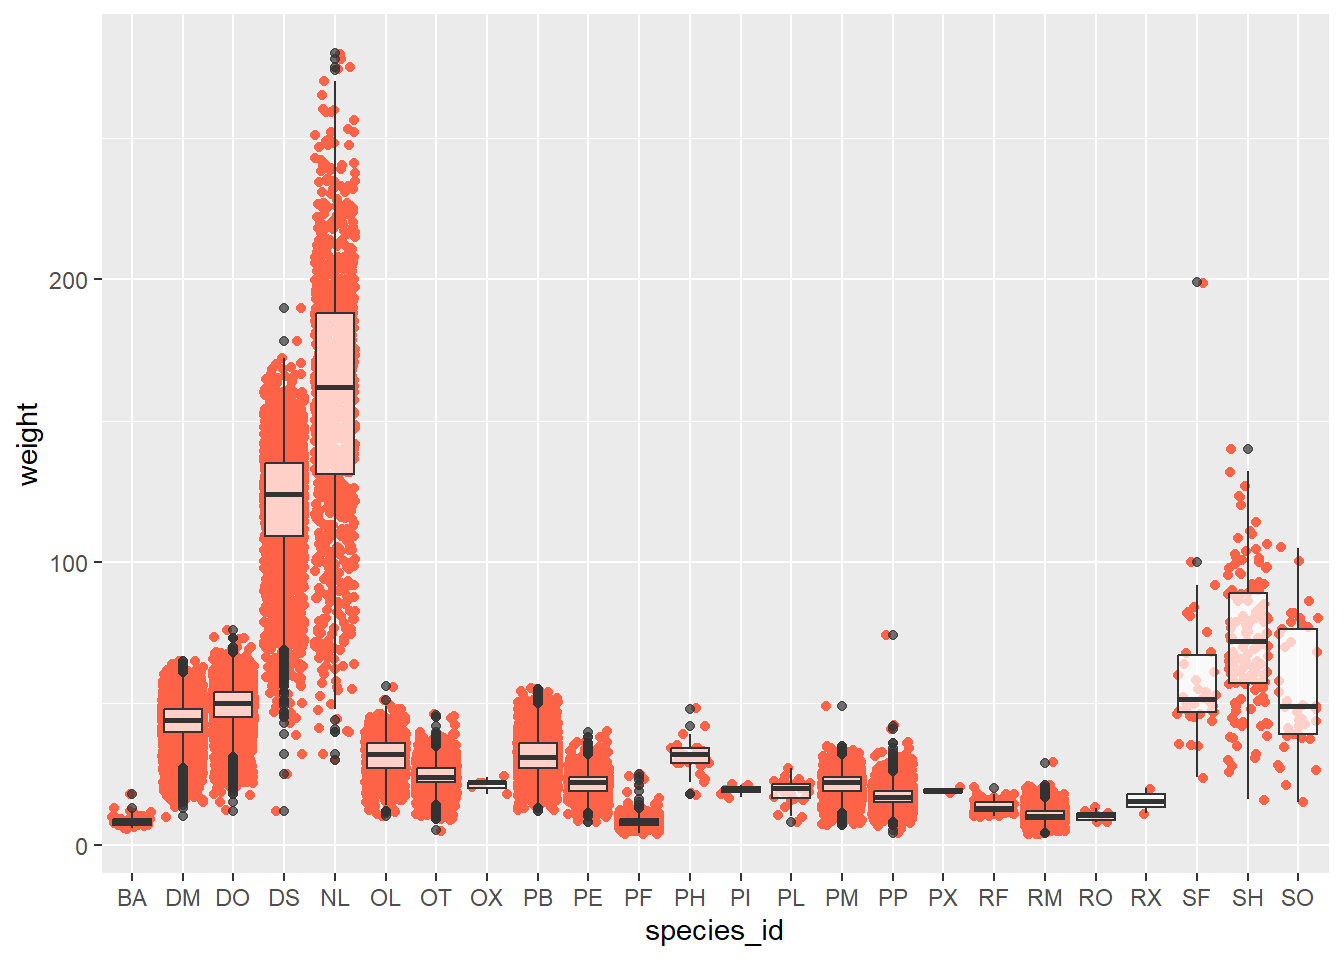 weight
200
100
0
BA DM DO DS NL OL OT OX PB PE PF PH PI PL PM PP PX RF RM RO RX SF SH SO
species_id